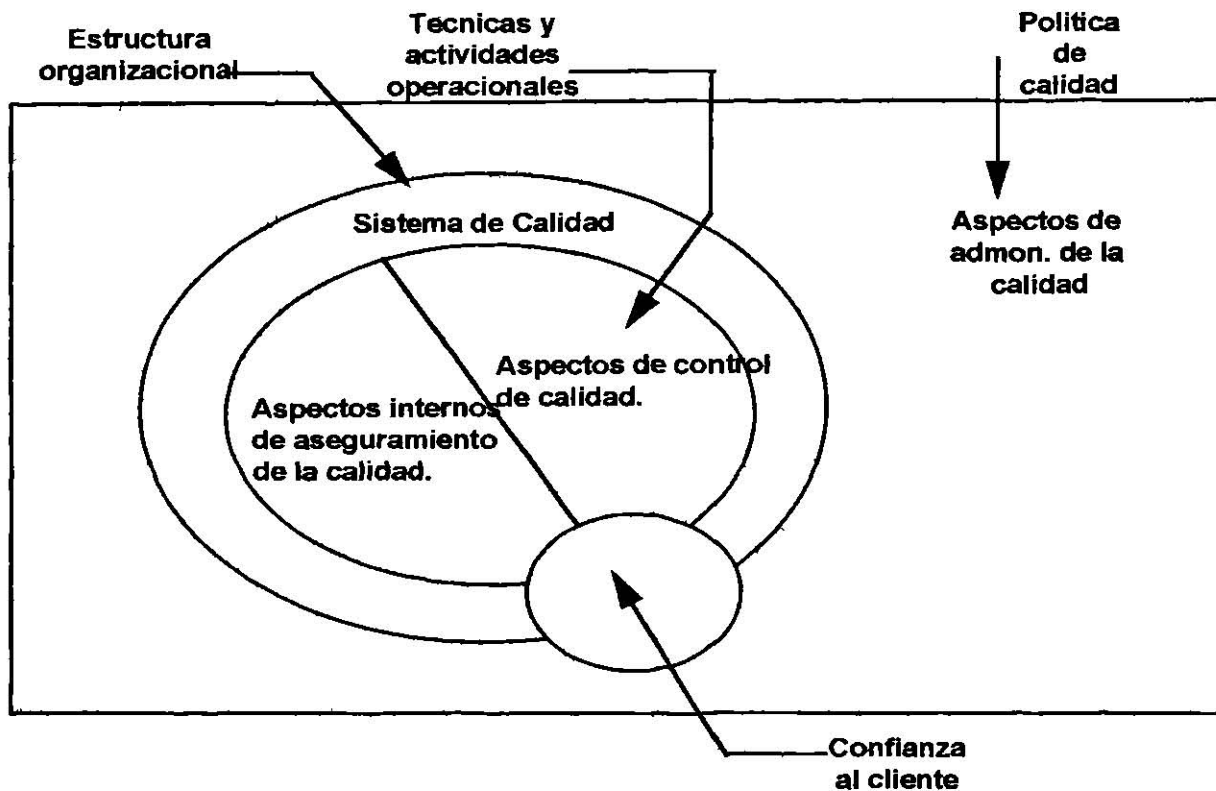 Estructura
organizacional
Tecnicas y
actividades
operacionales
Politica
de
calidad
Sistema de Calidad
Aspectos de
admon. de la
calidad
Aspectos de control
de calidad.
Aspectos internos
de aseguramiento
de la calidad.
Confianza
al cliente